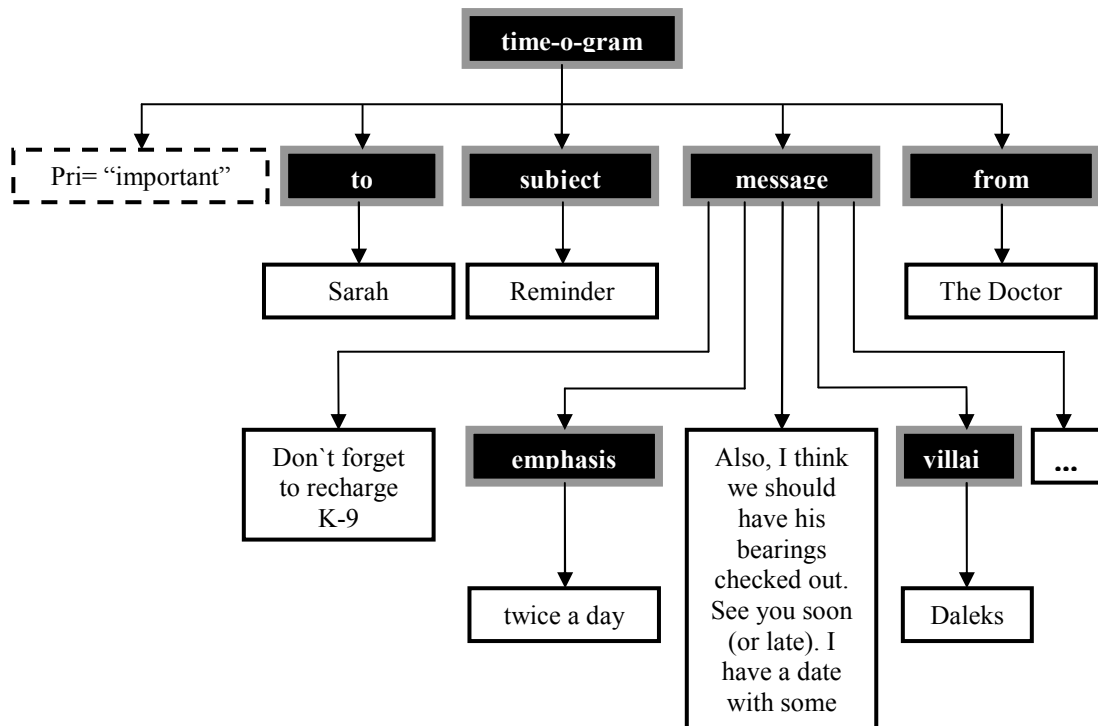 time-o-gram
Pri= “important”
to
subject
message
from
Sarah
Reminder
The Doctor
Don`t forget
to recharge
K-9
emphasis
Also, I think
we should
have his
bearings
checked out.
See you soon
(or late). I
have a date
with some
villai
...
twice a day
Daleks